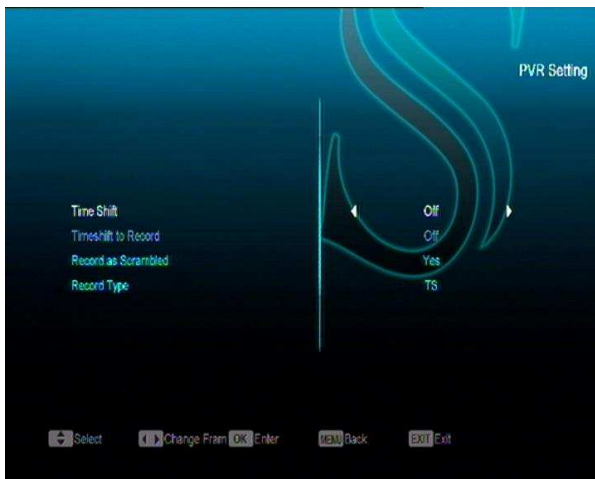 PVR Setting
Time Shift Off
Timeshift to Record Off
Record as Scrambled Yes
Record Type TS
Select Change Fram OK Enter MENU Back EXIT Exit